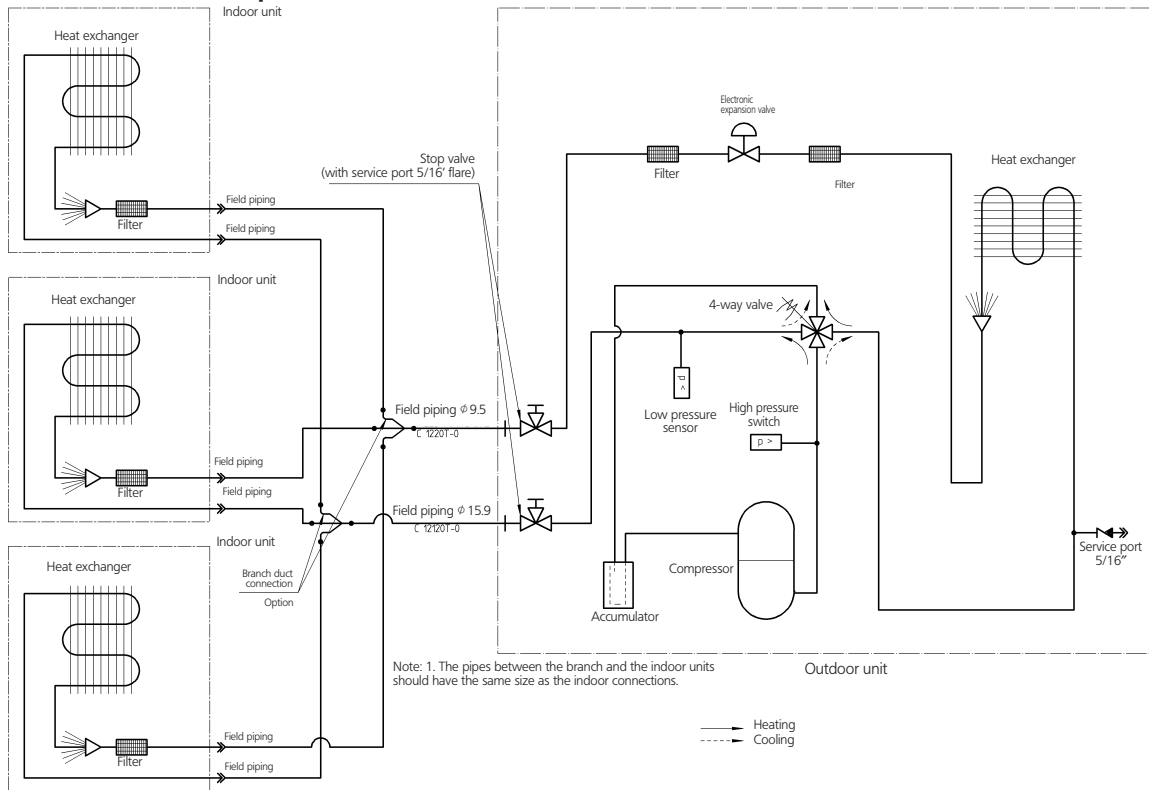 Indoor unit
Heat exchanger
Filter
Field piping
Field piping
Indoor unit
Heat exchanger
Filter
Field piping
Field piping
Indoor unit
Heat exchanger
Filter
Field piping
Field piping
Branch duct
connection
Option
Stop valve
(with service port 5/16' flare)
Field piping ϕ 9.5
C 1220T-0
Field piping ϕ 15.9
C 12120T-0
Electronic
expansion valve
Filter
Filter
Heat exchanger
4-way valve
Low pressure
sensor
p <
High pressure
switch
p >
Compressor
Accumulator
Service port
5/16″
Outdoor unit
Note: 1. The pipes between the branch and the indoor units
should have the same size as the indoor connections.
Heating
Cooling